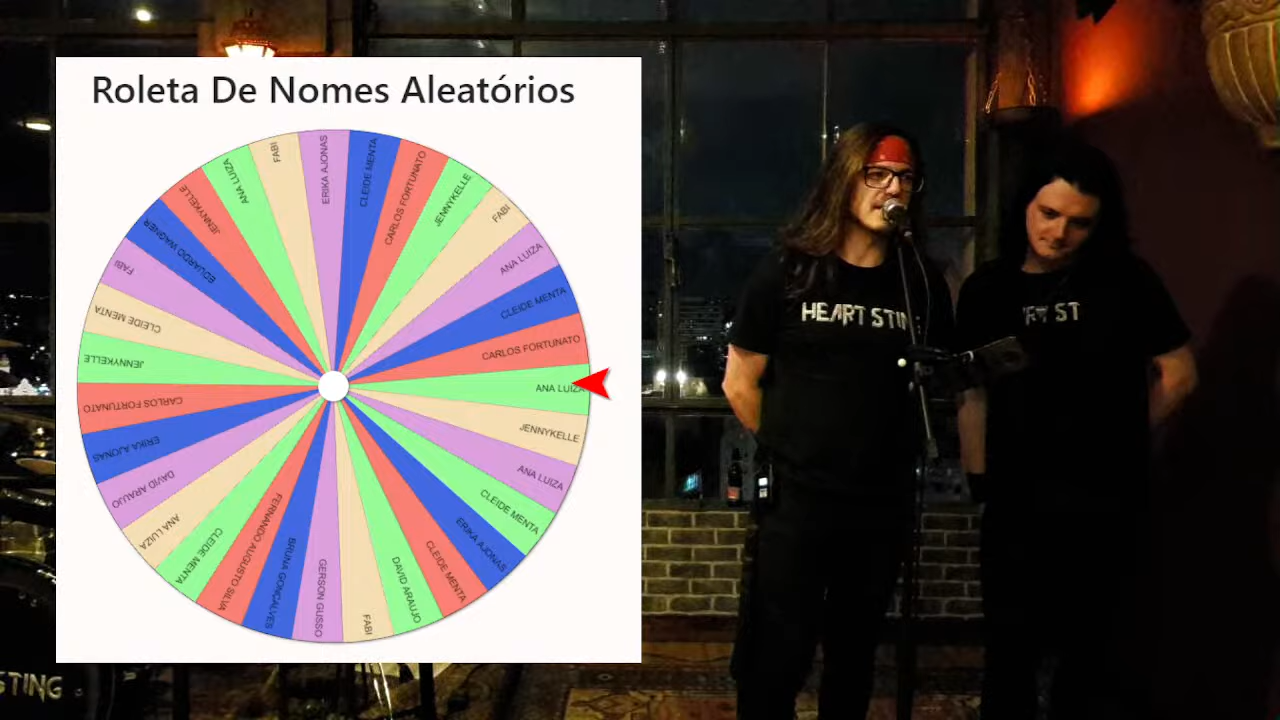 Roleta De Nomes Aleatórios
ERIKA AJONAS
CLEIDE MENTA
CARLOS FORTUNATO
JENNYKELLE
FABI
ANA LUIZA
CLEIDE MENTA
CARLOS FORTUNATO
ANA LUIZA
JENNYKELLE
ANA LUIZA
CLEIDE MENTA
ERIKA AJONAS
CLEIDE MENTA
DAVID ARAUJO
FABI
GERSON GUSSO
BRUNA GONÇALVES
FERNANDO AUGUSTO SILVA
CLEIDE MENTA
ANA LUIZA
DAVID ARAUJO
ERIKA AJONAS
CARLOS FORTUNATO
JENNYKELLE
CLEIDE MENTA
FABI
EDUARDO WAGNER
JENNYKELLE
ANA LUIZA
FABI
HEART STIN
ST
STING